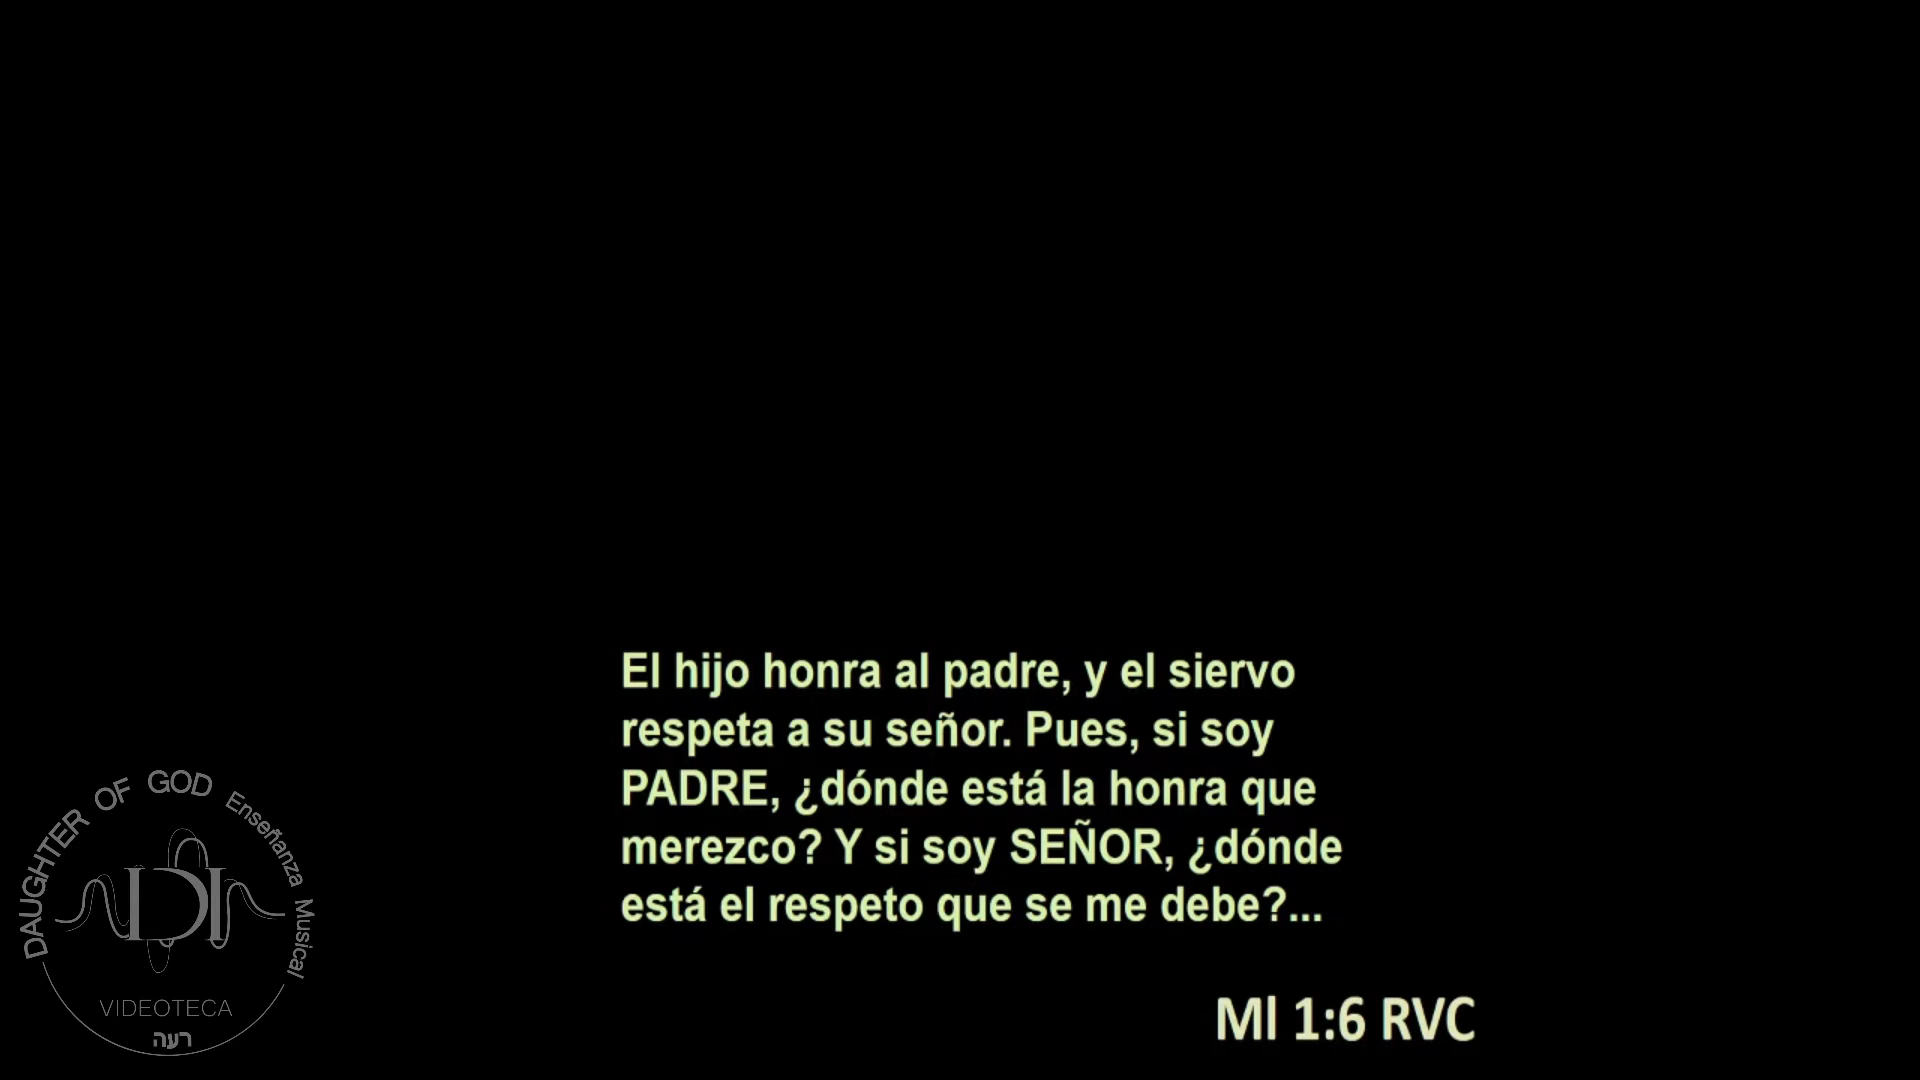 El hijo honra al padre, y el siervo
respeta a su señor. Pues, si soy
PADRE, ¿dónde está la honra que
merezco? Y si soy SEÑOR, ¿dónde
está el respeto que se me debe?...
Ml 1:6 RVC
DAUGHTER OF GOD Enseñanza Musical
DI
VIDEOTECA
רעה